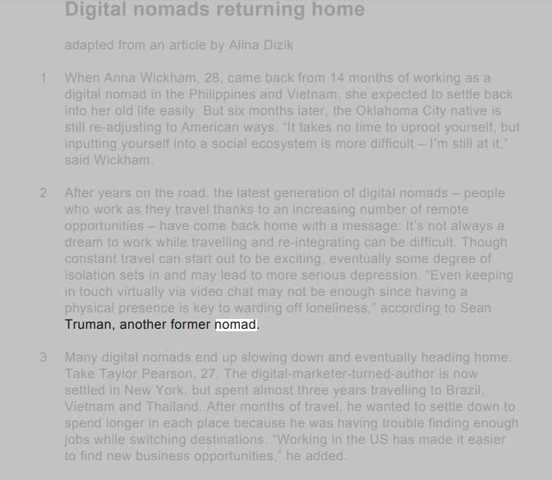 Digital nomads returning home
adapted from an article by Alina Dizik
1 When Anna Wickham, 28, came back from 14 months of working as a
digital nomad in the Philippines and Vietnam, she expected to settle back
into her old life easily. But six months later, the Oklahoma City native is
still re-adjusting to American ways. “It takes no time to uproot yourself, but
inputting yourself into a social ecosystem is more difficult – I’m still at it,”
said Wickham.
2 After years on the road, the latest generation of digital nomads – people
who work as they travel thanks to an increasing number of remote
opportunities – have come back home with a message: It’s not always a
dream to work while travelling and re-integrating can be difficult. Though
constant travel can start out to be exciting, eventually some degree of
isolation sets in and may lead to more serious depression. “Even keeping
in touch virtually via video chat may not be enough since having a
physical presence is key to warding off loneliness,” according to Sean
Truman, another former nomad.
3 Many digital nomads end up slowing down and eventually heading home.
Take Taylor Pearson, 27. The digital-marketer-turned-author is now
settled in New York, but spent almost three years travelling to Brazil,
Vietnam and Thailand. After months of travel, he wanted to settle down to
spend longer in each place because he was having trouble finding enough
jobs while switching destinations. “Working in the US has made it easier
to find new business opportunities,” he added.